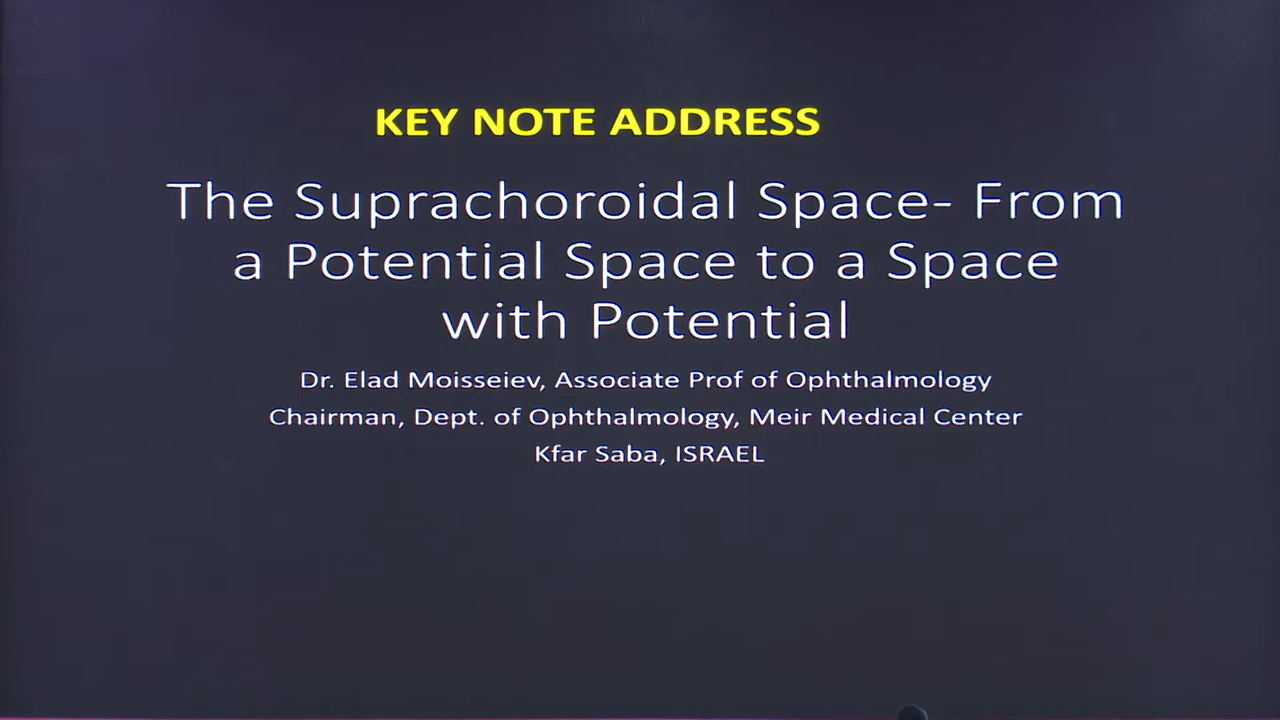 KEY NOTE ADDRESS
The Suprachoroidal Space- From
a Potential Space to a Space
with Potential
Dr. Elad Moisseiev, Associate Prof of Ophthalmology
Chairman, Dept. of Ophthalmology, Meir Medical Center
Kfar Saba, ISRAEL